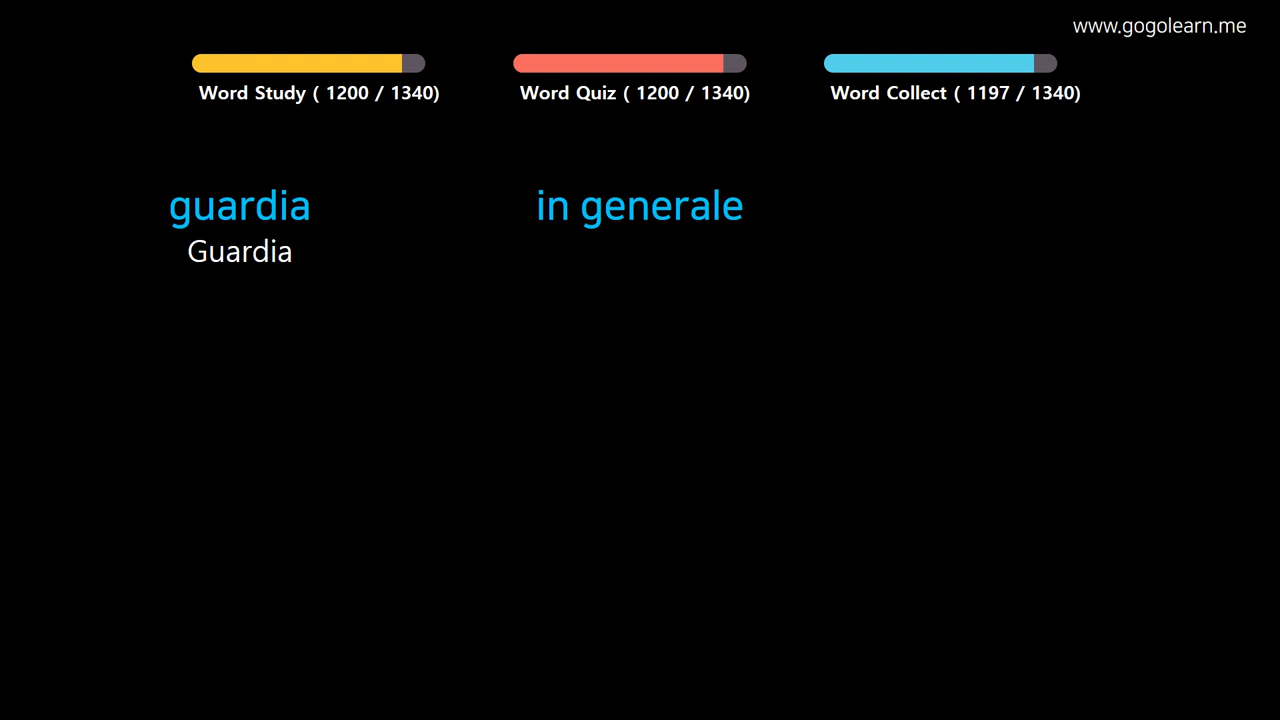 www.gogolearn.me
Word Study ( 1200 / 1340)
Word Quiz ( 1200 / 1340)
Word Collect ( 1197 / 1340)
guardia
Guardia
in generale